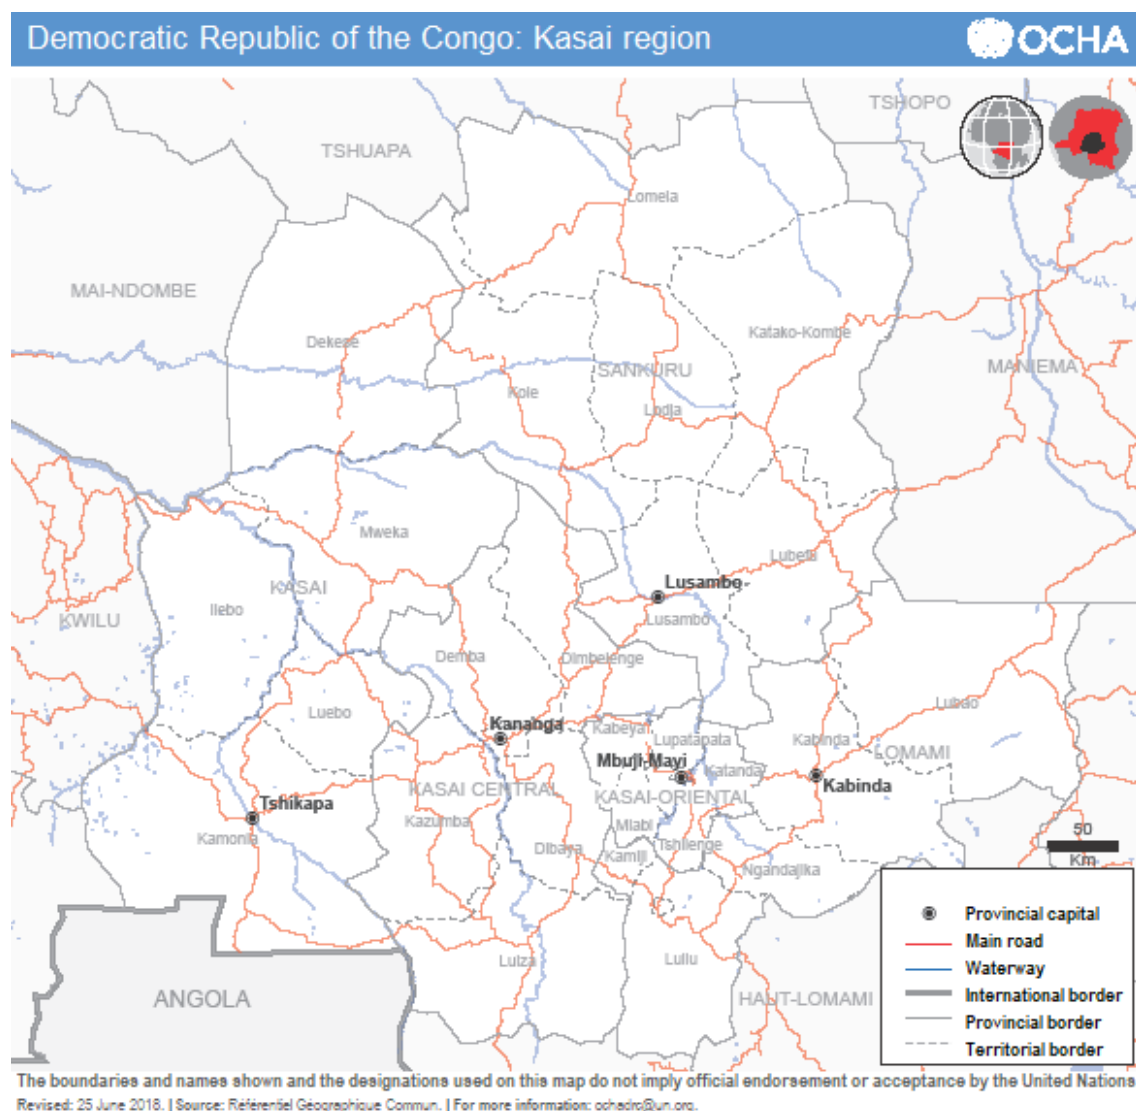 Democratic Republic of the Congo: Kasai region
OCHA
TSHOPO
TSHUAPA
Lomela
MAI-NDOMBE
Katako-Kombe
Dekese
MANIEMA
SANKURU
Kole
Lodja
Mweka
Lubefu
KASAI
Lusambo
Ilebo
Lusambo
KWILU
Demba
Dimbelenge
Luebo
Lubao
Kananga
Kabeya
Lupatapata
Kabinda
LOMAMI
Mbuji-Mayi
Katanda
KASAI CENTRAL
KASAI-ORIENTAL
Kabinda
Tshikapa
Kazumba
Miabi
50
Km
Kamonia
Dibaya
Tshilenge
Kamiji
Ngandajika
Luiza
Luilu
ANGOLA
HAUT-LOMAMI
Provincial capital
Main road
Waterway
International border
Provincial border
Territorial border
The boundaries and names shown and the designations used on this map do not imply official endorsement or acceptance by the United Nations
Revised: 25 June 2018. | Source: Référentiel Géographique Commun. | For more information: ochadrc@un.org.